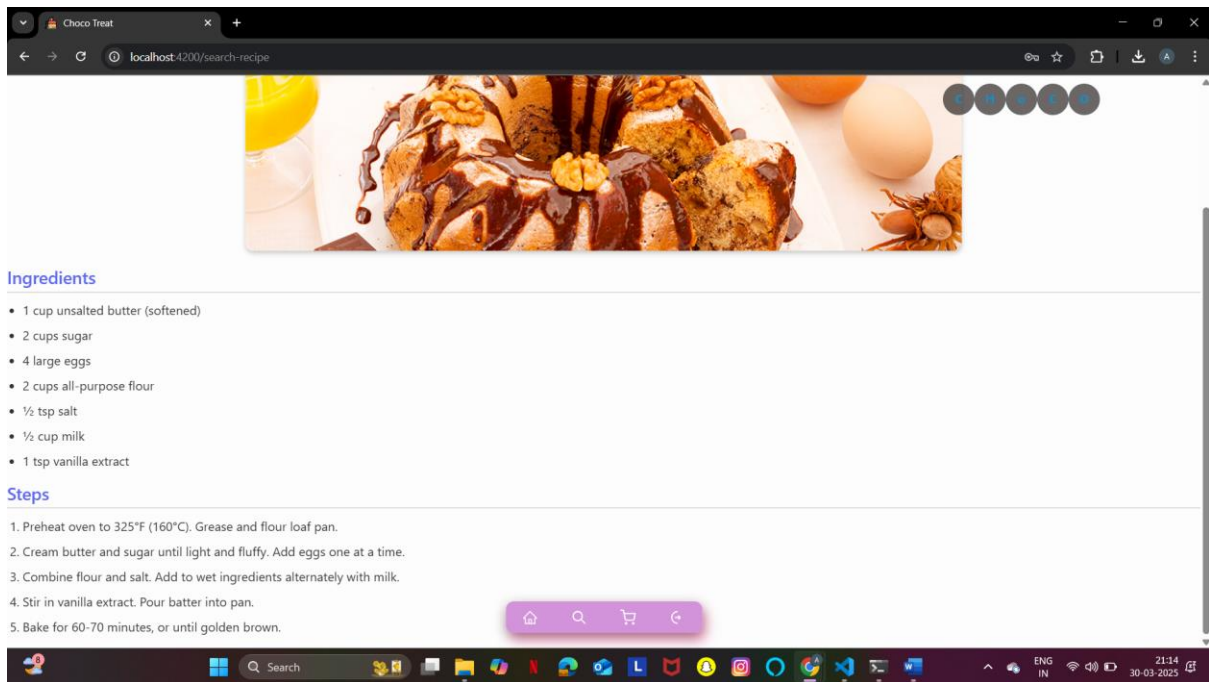 Choco Treat
localhost:4200/search-recipe
A
C H O C O
Ingredients
• 1 cup unsalted butter (softened)
• 2 cups sugar
• 4 large eggs
• 2 cups all-purpose flour
• ½ tsp salt
• ½ cup milk
• 1 tsp vanilla extract
Steps
1. Preheat oven to 325°F (160°C). Grease and flour loaf pan.
2. Cream butter and sugar until light and fluffy. Add eggs one at a time.
3. Combine flour and salt. Add to wet ingredients alternately with milk.
4. Stir in vanilla extract. Pour batter into pan.
5. Bake for 60-70 minutes, or until golden brown.
Search
ENG
IN
21:14
30-03-2025